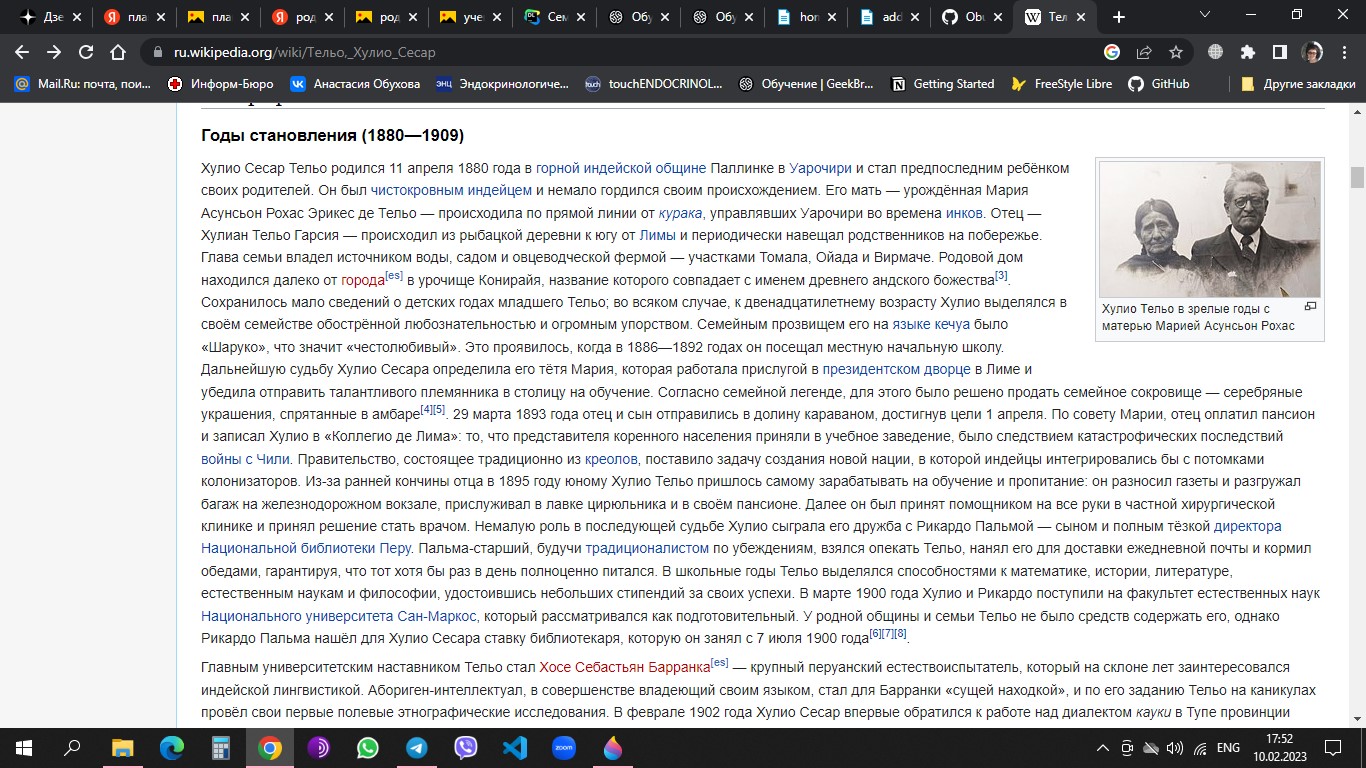 Дзе
пла
пла
род
род
уче
Сем
Обу
Обу
hor
add
Obu
Тел
ru.wikipedia.org/wiki/Тельо,_Хулио_Сесар
Mail.Ru: почта, пои...
Информ-Бюро
Анастасия Обухова
Эндокринологиче...
touchENDOCRINOL...
Обучение | GeekBr...
Getting Started
FreeStyle Libre
GitHub
Другие закладки
Годы становления (1880—1909)
Хулио Сесар Тельо родился 11 апреля 1880 года в горной индейской общине Паллинке в Уарочири и стал предпоследним ребёнком
своих родителей. Он был чистокровным индейцем и немало гордился своим происхождением. Его мать — урождённая Мария
Асунсьон Рохас Эрикес де Тельо — происходила по прямой линии от курака, управлявших Уарочири во времена инков. Отец —
Хулиан Тельо Гарсия — происходил из рыбацкой деревни к югу от Лимы и периодически навещал родственников на побережье.
Глава семьи владел источником воды, садом и овцеводческой фермой — участками Томала, Ойада и Вирмаче. Родовой дом
находился далеко от города[es] в урочище Конирайя, название которого совпадает с именем древнего андского божества[3].
Сохранилось мало сведений о детских годах младшего Тельо; во всяком случае, к двенадцатилетнему возрасту Хулио выделялся в
своём семействе обострённой любознательностью и огромным упорством. Семейным прозвищем его на языке кечуа было
«Шаруко», что значит «честолюбивый». Это проявилось, когда в 1886—1892 годах он посещал местную начальную школу.
Дальнейшую судьбу Хулио Сесара определила его тётя Мария, которая работала прислугой в президентском дворце в Лиме и
убедила отправить талантливого племянника в столицу на обучение. Согласно семейной легенде, для этого было решено продать семейное сокровище — серебряные
украшения, спрятанные в амбаре[4][5]. 29 марта 1893 года отец и сын отправились в долину караваном, достигнув цели 1 апреля. По совету Марии, отец оплатил пансион
и записал Хулио в «Коллегио де Лима»: то, что представителя коренного населения приняли в учебное заведение, было следствием катастрофических последствий
войны с Чили. Правительство, состоящее традиционно из креолов, поставило задачу создания новой нации, в которой индейцы интегрировались бы с потомками
колонизаторов. Из-за ранней кончины отца в 1895 году юному Хулио Тельо пришлось самому зарабатывать на обучение и пропитание: он разносил газеты и разгружал
багаж на железнодорожном вокзале, прислуживал в лавке цирюльника и в своём пансионе. Далее он был принят помощником на все руки в частной хирургической
клинике и принял решение стать врачом. Немалую роль в последующей судьбе Хулио сыграла его дружба с Рикардо Пальмой — сыном и полным тёзкой директора
Национальной библиотеки Перу. Пальма-старший, будучи традиционалистом по убеждениям, взялся опекать Тельо, нанял его для доставки ежедневной почты и кормил
обедами, гарантируя, что тот хотя бы раз в день полноценно питался. В школьные годы Тельо выделялся способностями к математике, истории, литературе,
естественным наукам и философии, удостоившись небольших стипендий за своих успехи. В марте 1900 года Хулио и Рикардо поступили на факультет естественных наук
Национального университета Сан-Маркос, который рассматривался как подготовительный. У родной общины и семьи Тельо не было средств содержать его, однако
Рикардо Пальма нашёл для Хулио Сесара ставку библиотекаря, которую он занял с 7 июля 1900 года[6][7][8].
Хулио Тельо в зрелые годы с
матерью Марией Асунсьон Рохас
Главным университетским наставником Тельо стал Хосе Себастьян Барранка[es] — крупный перуанский естествоиспытатель, который на склоне лет заинтересовался
индейской лингвистикой. Абориген-интеллектуал, в совершенстве владеющий своим языком, стал для Барранки «сущей находкой», и по его заданию Тельо на каникулах
провёл свои первые полевые этнографические исследования. В феврале 1902 года Хулио Сесар впервые обратился к работе над диалектом кауки в Тупе провинции
zoom
ENG
17:52
10.02.2023